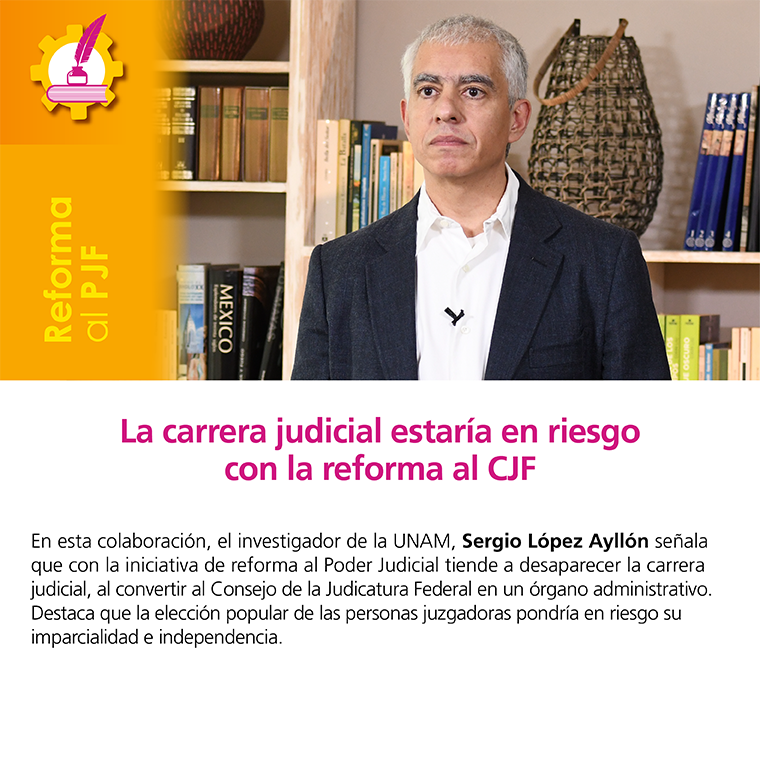 Reforma
al PJF
MÉXICO
La carrera judicial estaría en riesgo
con la reforma al CJF
En esta colaboración, el investigador de la UNAM, Sergio López Ayllón señala
que con la iniciativa de reforma al Poder Judicial tiende a desaparecer la carrera
judicial, al convertir al Consejo de la Judicatura Federal en un órgano administrativo.
Destaca que la elección popular de las personas juzgadoras pondría en riesgo su
imparcialidad e independencia.